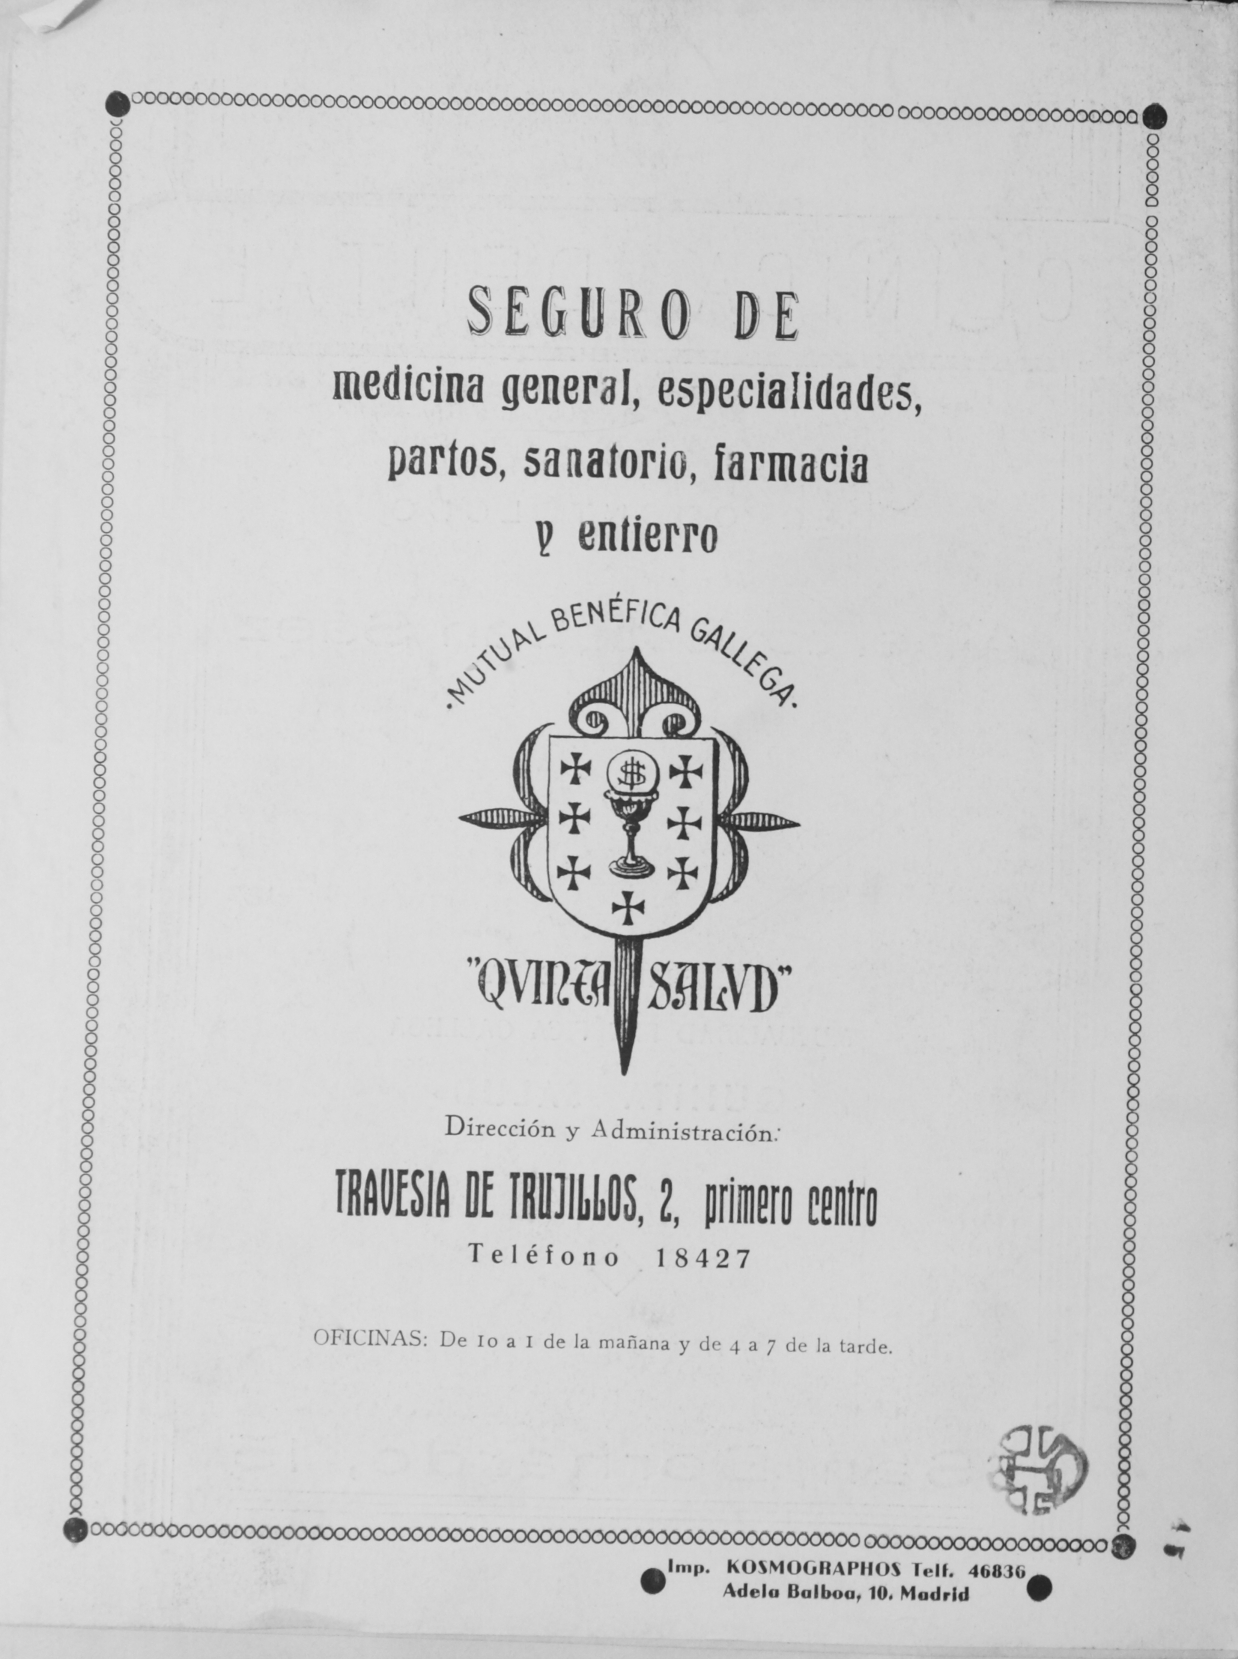 SEGURO DE
medicina general, especialidades,
partos, sanatorio, farmacia
y entierro
·MUTUAL BENÉFICA GALLEGA·
"QVINTA SALVD"
Dirección y Administración:
TRAVESIA DE TRUJILLOS, 2, primero centro
Teléfono 18427
OFICINAS: De 10 a 1 de la mañana y de 4 a 7 de la tarde.
Imp. KOSMOGRAPHOS Telf. 46836
Adela Balboa, 10. Madrid